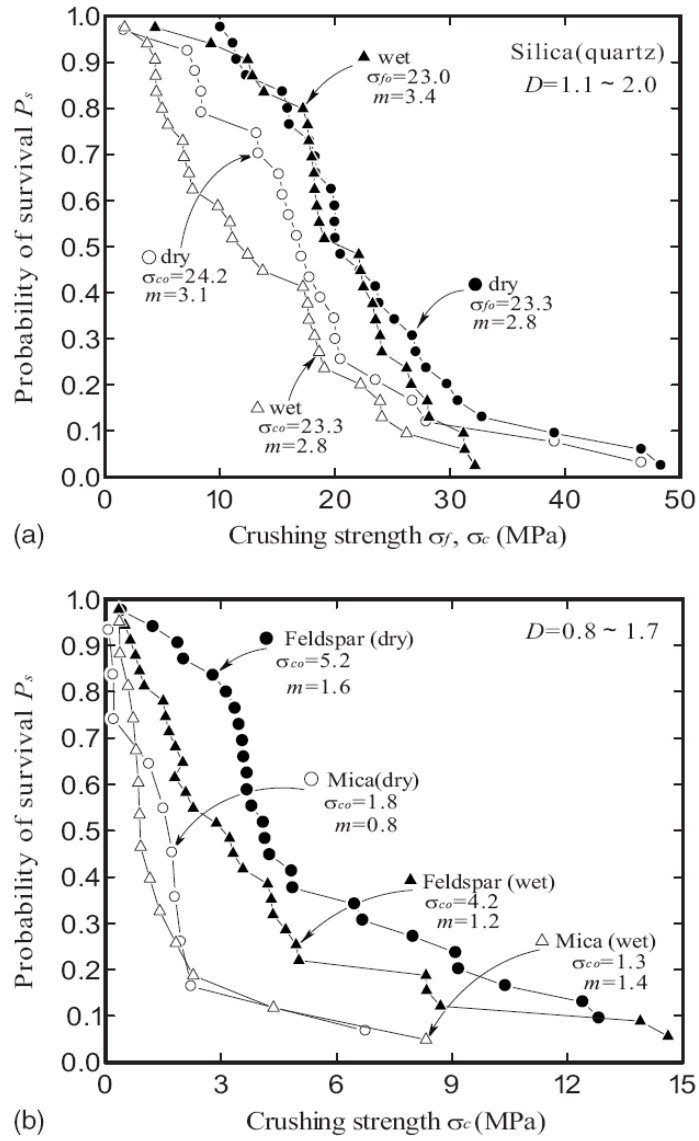 Probability of survival Ps
1.0
0.9
0.8
0.7
0.6
0.5
0.4
0.3
0.2
0.1
0.0
Silica(quartz)
D=1.1 ~ 2.0
▲ wet
σfo=23.0
m=3.4
○ dry
σco=24.2
m=3.1
● dry
σfo=23.3
m=2.8
△ wet
σco=23.3
m=2.8
0 10 20 30 40 50
(a) Crushing strength σf, σc (MPa)
Probability of survival Ps
1.0
0.9
0.8
0.7
0.6
0.5
0.4
0.3
0.2
0.1
0.0
D=0.8 ~ 1.7
● Feldspar (dry)
σco=5.2
m=1.6
○ Mica(dry)
σco=1.8
m=0.8
▲ Feldspar (wet)
σco=4.2
m=1.2
△ Mica (wet)
σco=1.3
m=1.4
0 3 6 9 12 15
(b) Crushing strength σc (MPa)